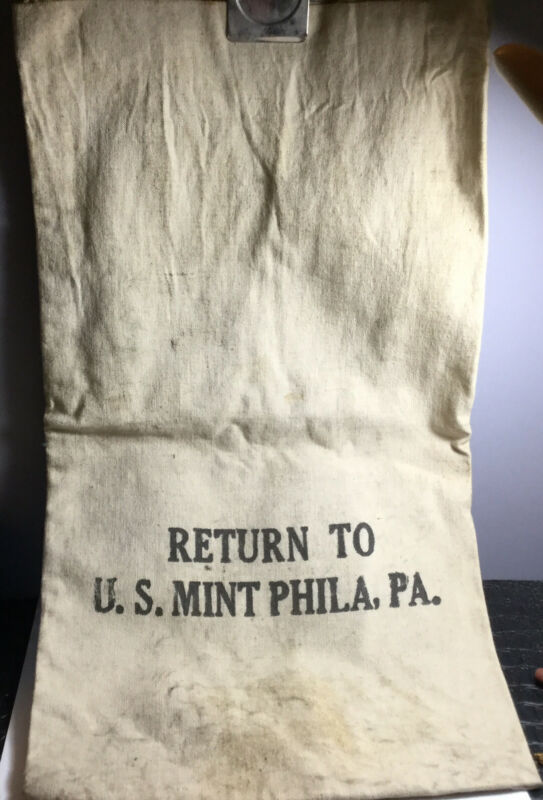 RETURN TO
U. S. MINT PHILA, PA.